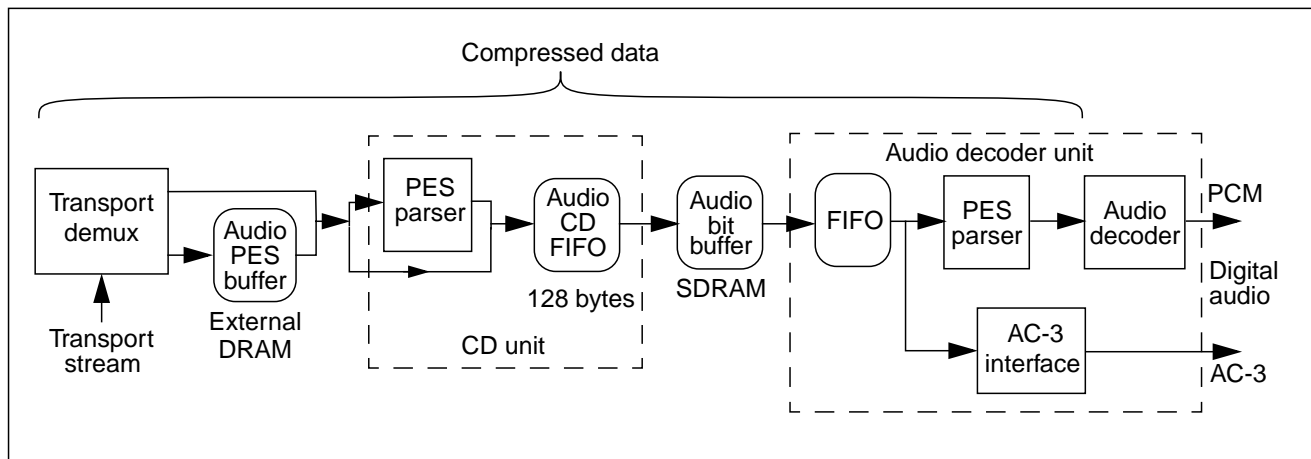 Compressed data
Transport
demux
Transport
stream
Audio
PES
buffer
External
DRAM
PES
parser
Audio
CD
FIFO
128 bytes
CD unit
Audio
bit
buffer
SDRAM
Audio decoder unit
FIFO
PES
parser
Audio
decoder
AC-3
interface
PCM
Digital
audio
AC-3